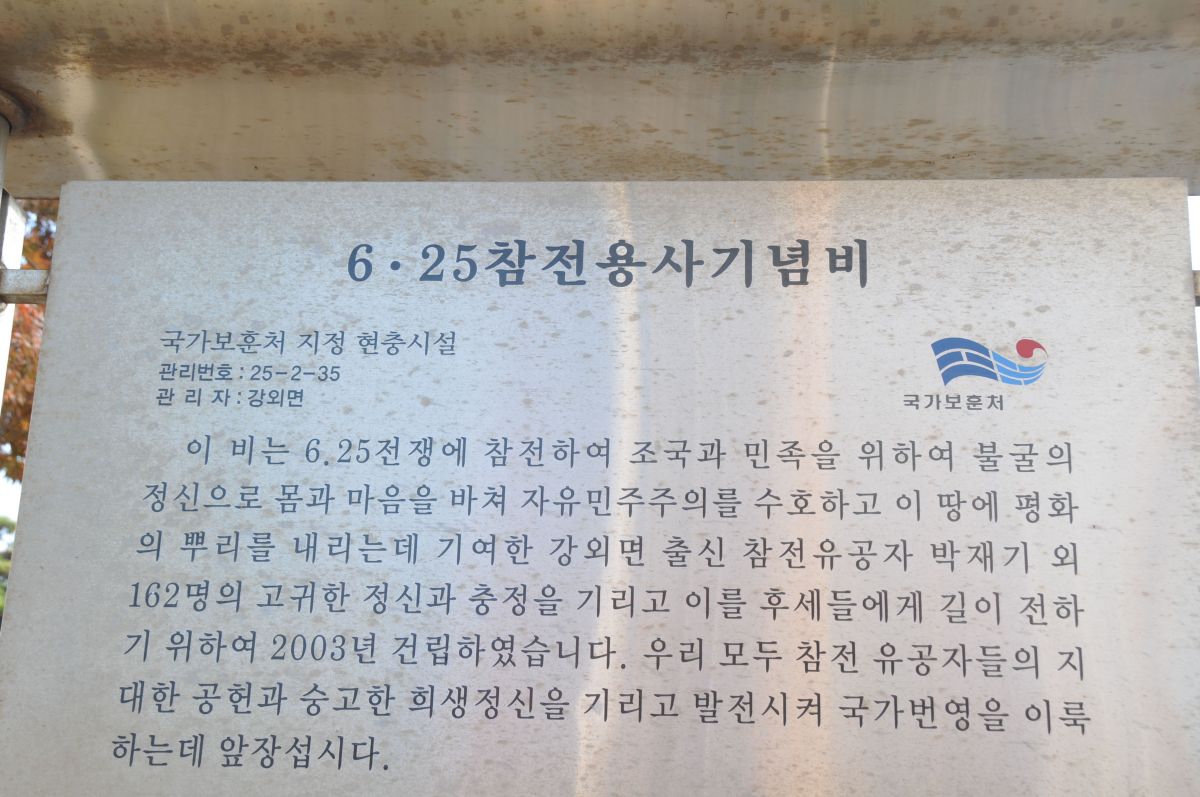 6·25참전용사기념비
국가보훈처 지정 현충시설
관리번호 : 25-2-35
관 리 자 : 강외면
국가보훈처
이 비는 6.25전쟁에 참전하여 조국과 민족을 위하여 불굴의
정신으로 몸과 마음을 바쳐 자유민주주의를 수호하고 이 땅에 평화
의 뿌리를 내리는데 기여한 강외면 출신 참전유공자 박재기 외
162명의 고귀한 정신과 충정을 기리고 이를 후세들에게 길이 전하
기 위하여 2003년 건립하였습니다. 우리 모두 참전 유공자들의 지
대한 공헌과 숭고한 희생정신을 기리고 발전시켜 국가번영을 이룩
하는데 앞장섭시다.